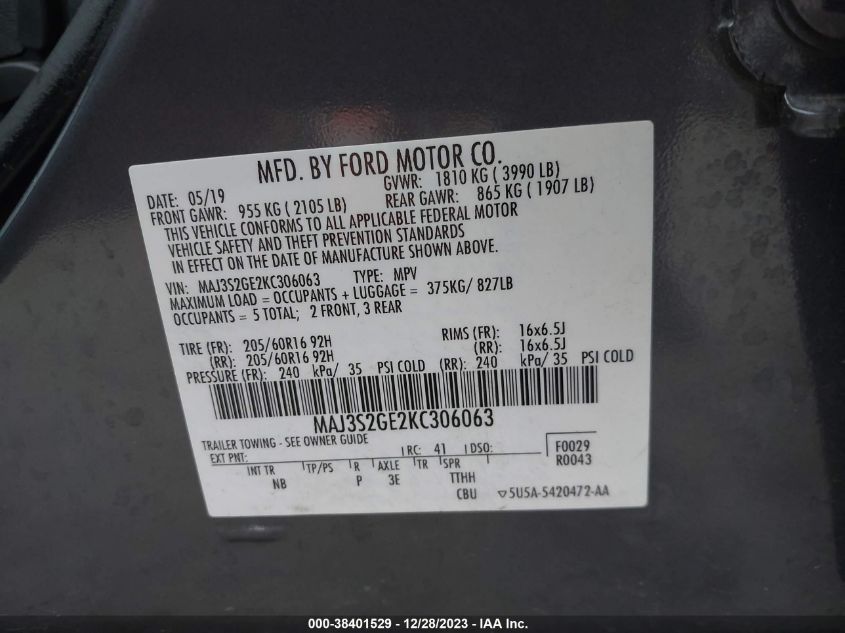 MFD. BY FORD MOTOR CO.
DATE: 05/19 GVWR: 1810 KG ( 3990 LB)
FRONT GAWR: 955 KG ( 2105 LB) REAR GAWR: 865 KG ( 1907 LB)
THIS VEHICLE CONFORMS TO ALL APPLICABLE FEDERAL MOTOR
VEHICLE SAFETY AND THEFT PREVENTION STANDARDS
IN EFFECT ON THE DATE OF MANUFACTURE SHOWN ABOVE.
VIN: MAJ3S2GE2KC306063 TYPE: MPV
MAXIMUM LOAD = OCCUPANTS + LUGGAGE = 375KG/ 827LB
OCCUPANTS = 5 TOTAL; 2 FRONT, 3 REAR
TIRE (FR): 205/60R16 92H RIMS (FR): 16x6.5J
(RR): 205/60R16 92H (RR): 16x6.5J
PRESSURE (FR): 240 kPa/ 35 PSI COLD (RR): 240 kPa/ 35 PSI COLD
MAJ3S2GE2KC306063
TRAILER TOWING - SEE OWNER GUIDE
EXT PNT: RC: 41 DSO: F0029
R0043
INT TR TP/PS R AXLE TR SPR
NB P 3E TTHH
CBU 5U5A-5420472-AA
000-38401529 - 12/28/2023 - IAA Inc.